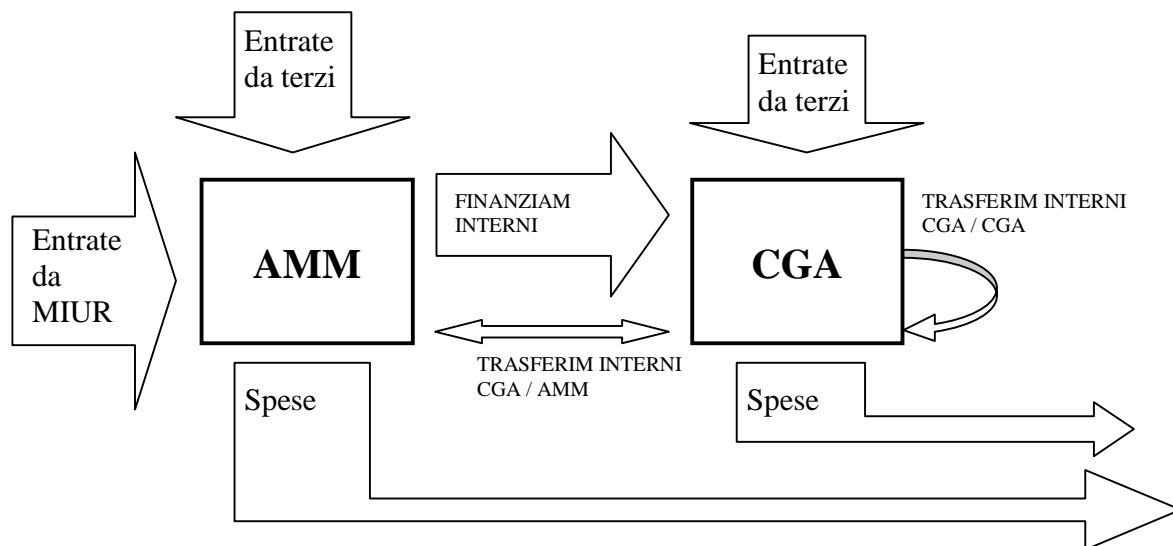 Entrate
da terzi
Entrate
da terzi
Entrate
da
MIUR
AMM
FINANZIAM
INTERNI
CGA
TRASFERIM INTERNI
CGA / CGA
TRASFERIM INTERNI
CGA / AMM
Spese
Spese